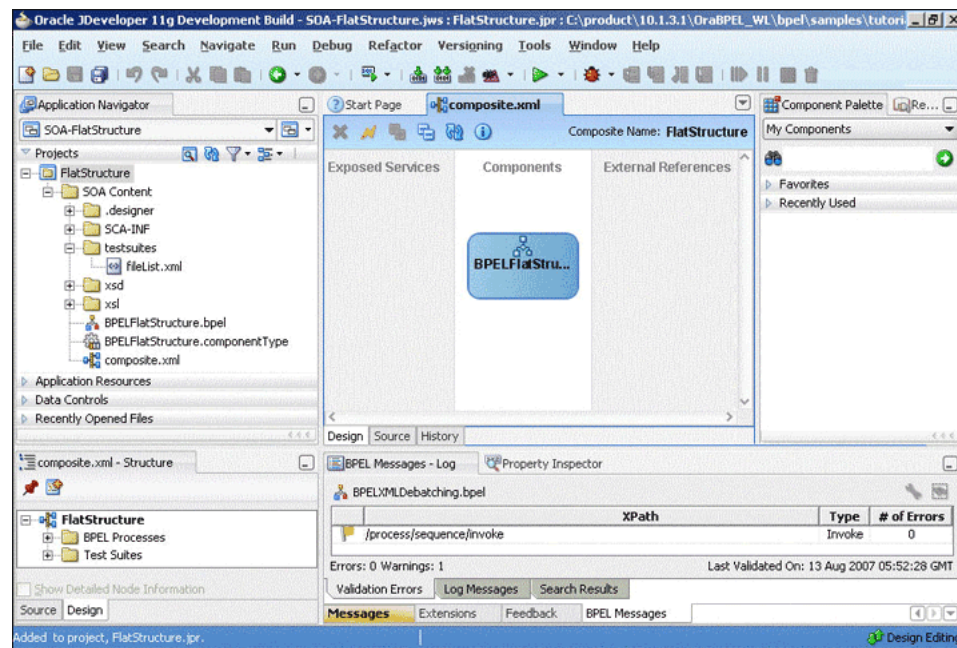 Oracle JDeveloper 11g Development Build - SOA-FlatStructure.jws : FlatStructure.jpr : C:\product\10.1.3.1\OraBPEL_WL\bpel\samples\tutori
File Edit View Search Navigate Run Debug Refactor Versioning Tools Window Help
Application Navigator
SOA-FlatStructure
Projects
FlatStructure
SOA Content
.designer
SCA-INF
testsuites
fileList.xml
xsd
xsl
BPELFlatStructure.bpel
BPELFlatStructure.componentType
composite.xml
Application Resources
Data Controls
Recently Opened Files
Start Page composite.xml
Composite Name: FlatStructure
Exposed Services Components External References
BPELFlatStru...
Design Source History
Component Palette Re...
My Components
Favorites
Recently Used
composite.xml - Structure
FlatStructure
BPEL Processes
Test Suites
Show Detailed Node Information
Source Design
BPEL Messages - Log Property Inspector
BPELXMLDebatching.bpel
XPath Type # of Errors
/process/sequence/invoke Invoke 0
Errors: 0 Warnings: 1 Last Validated On: 13 Aug 2007 05:52:28 GMT
Validation Errors Log Messages Search Results
Messages Extensions Feedback BPEL Messages
Added to project, FlatStructure.jpr. Design Editing